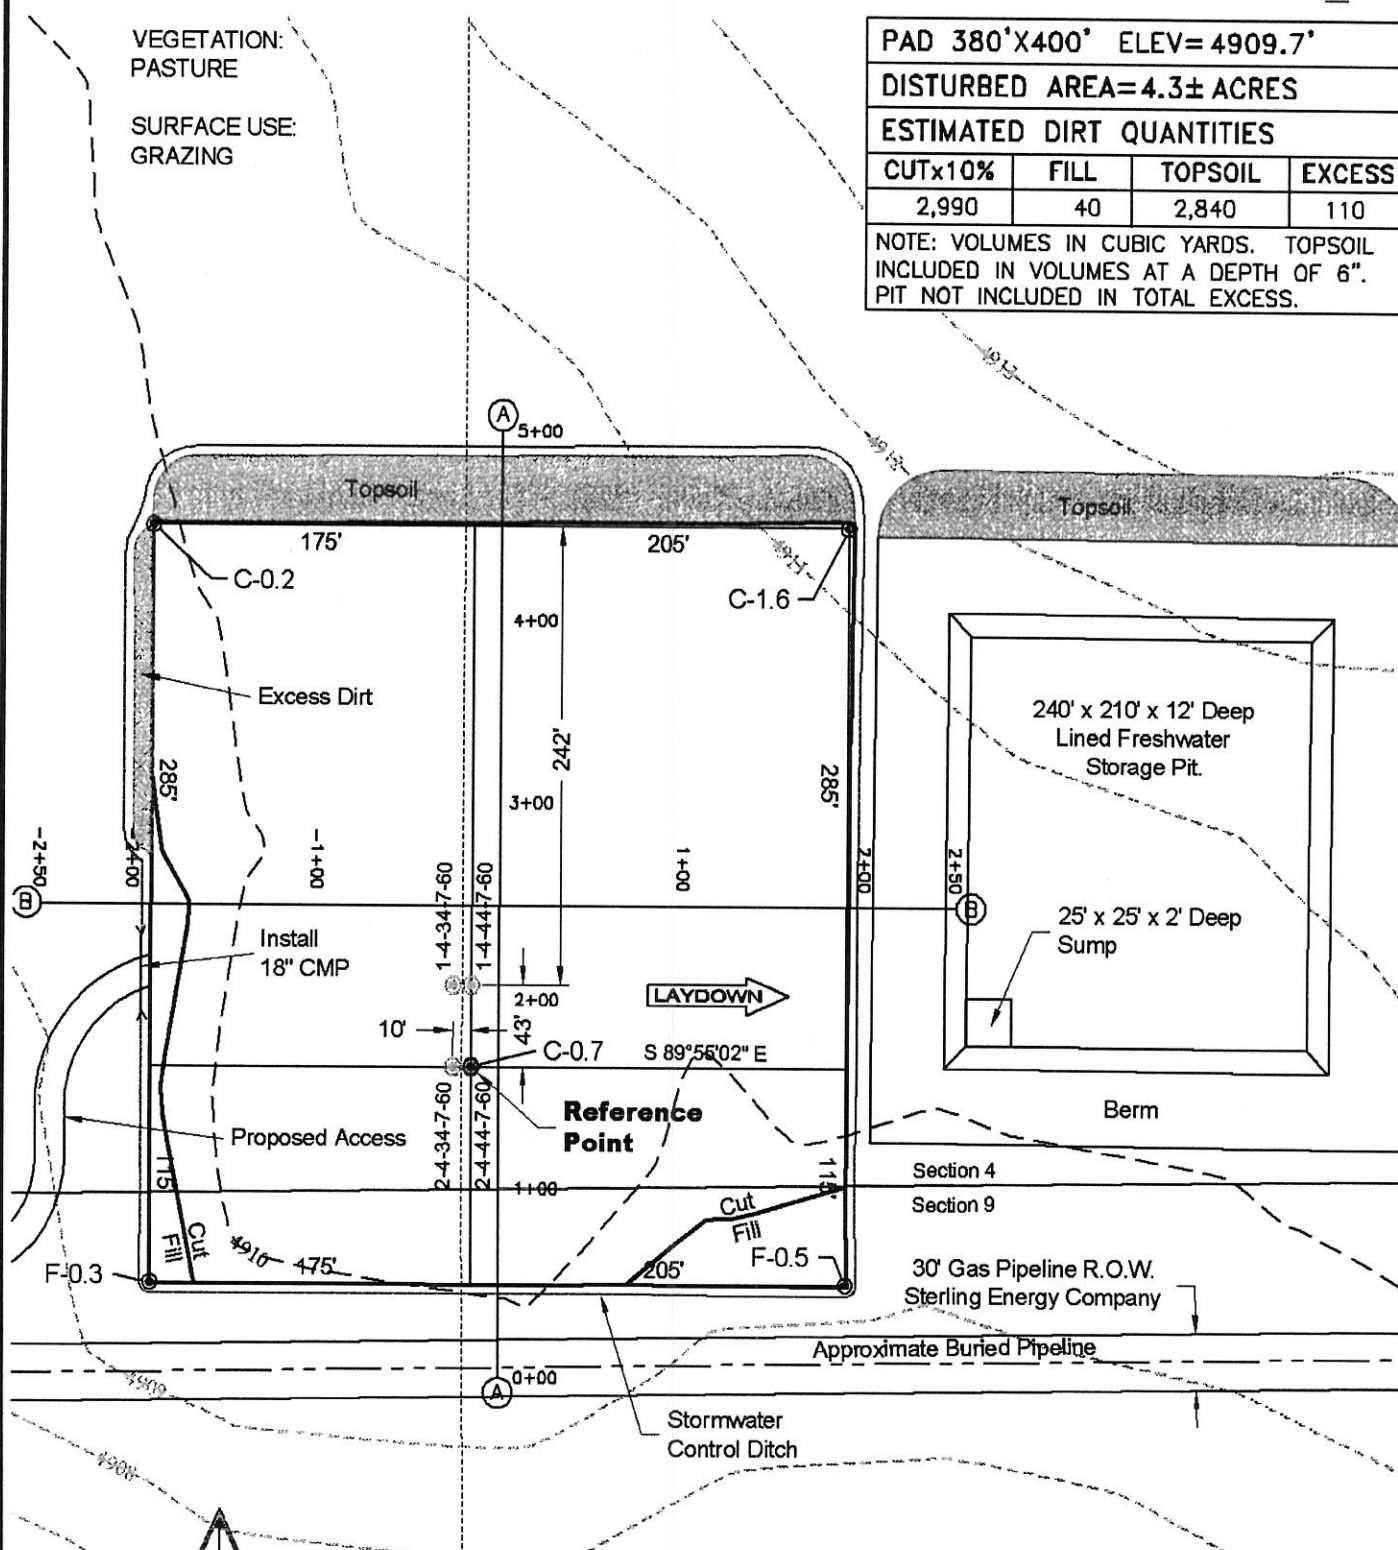 VEGETATION:
PASTURE
SURFACE USE:
GRAZING
PAD 380'X400' ELEV=4909.7'
DISTURBED AREA=4.3± ACRES
ESTIMATED DIRT QUANTITIES
CUTx10% FILL TOPSOIL EXCESS
2,990 40 2,840 110
NOTE: VOLUMES IN CUBIC YARDS. TOPSOIL
INCLUDED IN VOLUMES AT A DEPTH OF 6".
PIT NOT INCLUDED IN TOTAL EXCESS.
4913
4912
A
5+00
Topsoil
Topsoil
175'
205'
4911
C-0.2
C-1.6
4+00
Excess Dirt
242'
285'
285'
3+00
240' x 210' x 12' Deep
Lined Freshwater
Storage Pit.
-2+50
-2+00
-1+00
1+00
2+00
2+50
B
B
1-4-34-7-60
1-4-44-7-60
Install
18" CMP
25' x 25' x 2' Deep
Sump
LAYDOWN
2+00
10'
43'
C-0.7
S 89°55'02" E
Reference
Point
2-4-34-7-60
2-4-44-7-60
Proposed Access
Berm
115'
115'
1+00
Section 4
Section 9
Cut
Fill
Cut
Fill
4910
175'
205'
F-0.3
F-0.5
30' Gas Pipeline R.O.W.
Sterling Energy Company
Approximate Buried Pipeline
0+00
A
4909
Stormwater
Control Ditch
4908